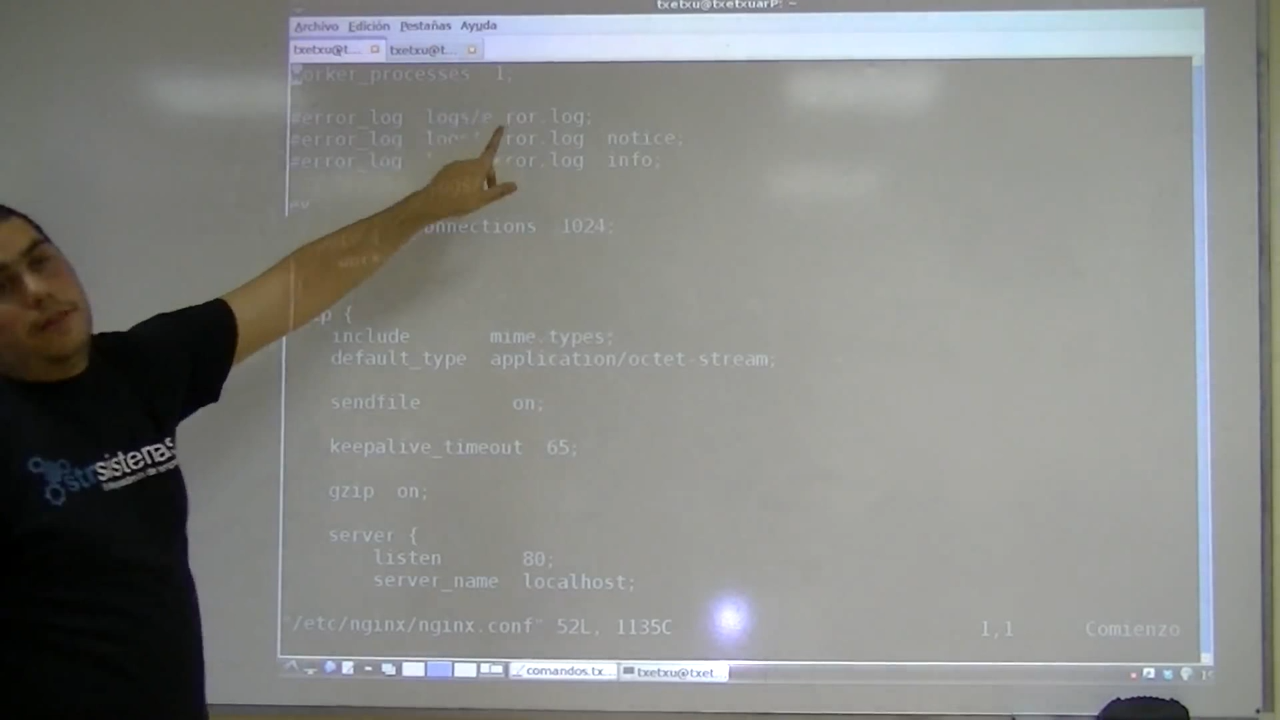 txetxu@txetxuarP: ~
Archivo Edición Pestañas Ayuda
txetxu@t... txetxu@t...
orker_processes 1;
#error_log logs/e ror.log;
#error_log log ror.log notice;
#error_log ror.log info;
onnections 1024;
p {
include mime.types;
default_type application/octet-stream;
sendfile on;
keepalive_timeout 65;
gzip on;
server {
listen 80;
server_name localhost;
"/etc/nginx/nginx.conf" 52L, 1135C 1,1 Comienzo
comandos.tx... txetxu@txet...
sistemas